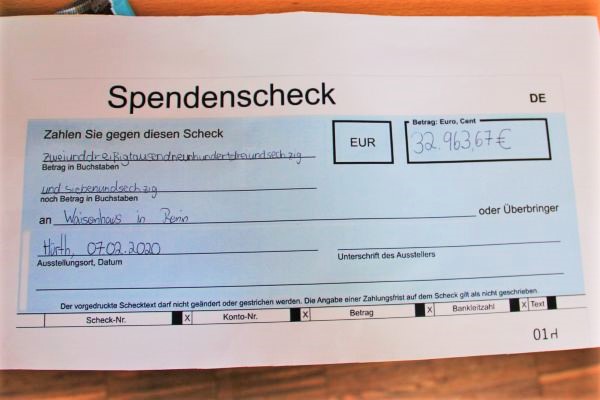 Spendenscheck
DE
Zahlen Sie gegen diesen Scheck
EUR
Betrag: Euro, Cent
32.963,67€
zweiunddreißigtausendneunhundertdreiundsechzig
Betrag in Buchstaben
und siebenundsechzig
noch Betrag in Buchstaben
an Waisenhaus in Benin oder Überbringer
Hürth, 07.02.2020
Ausstellungsort, Datum
Unterschrift des Ausstellers
Der vorgedruckte Schecktext darf nicht geändert oder gestrichen werden. Die Angabe einer Zahlungsfrist auf dem Scheck gilt als nicht geschrieben.
Scheck-Nr. X Konto-Nr. X Betrag X Bankleitzahl X Text
01